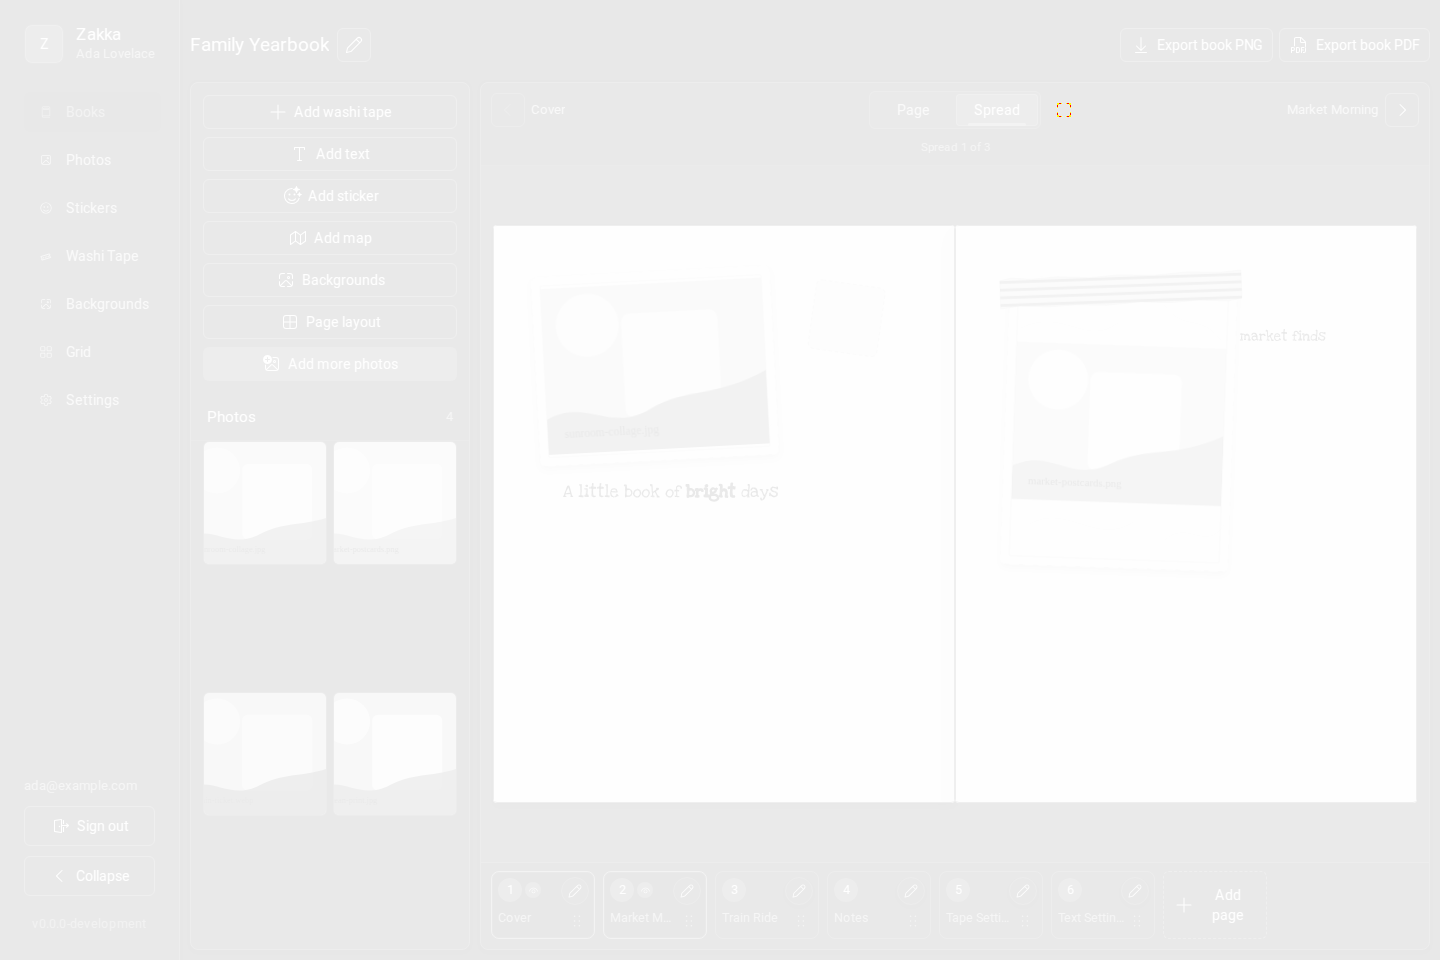 Z
Zakka
Ada Lovelace
Books
Photos
Stickers
Washi Tape
Backgrounds
Grid
Settings
ada@example.com
Sign out
Collapse
v0.0.0-development
Family Yearbook
Export book PNG
PDF
Export book PDF
Add washi tape
Add text
Add sticker
Add map
Backgrounds
Page layout
Add more photos
Photos
4
Cover
Page
Spread
Market Morning
Spread 1 of 3
A little book of bright days
market finds
market-postcards.png
1
Cover
2
Market M...
3
Train Ride
4
Notes
5
Tape Setti...
6
Text Settin...
Add
page